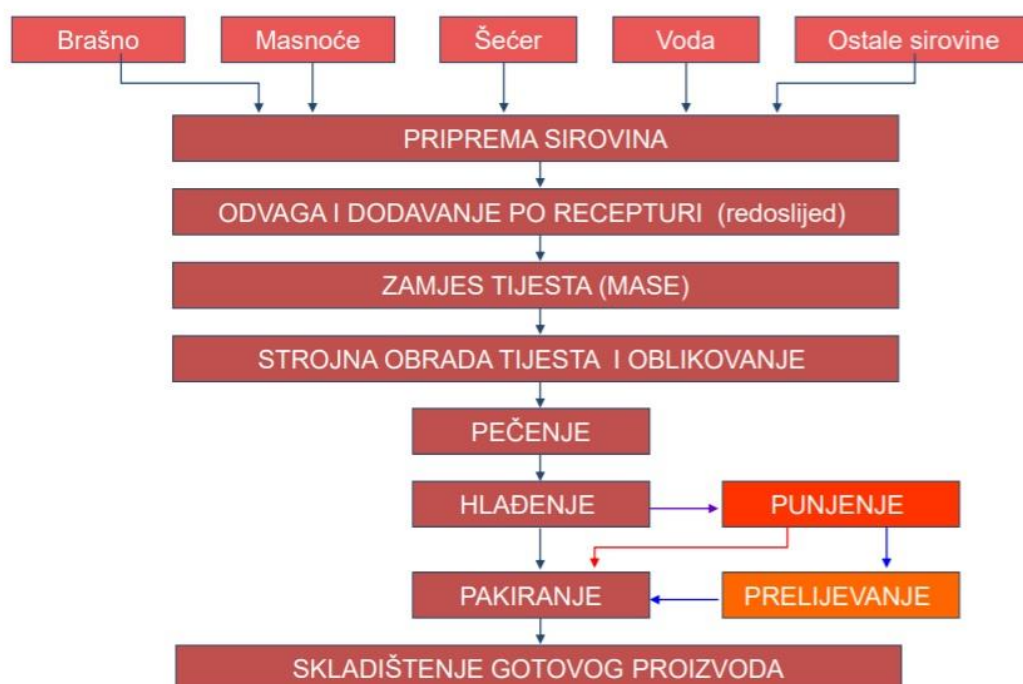 Brašno
Masnoće
Šećer
Voda
Ostale sirovine
PRIPREMA SIROVINA
ODVAGA I DODAVANJE PO RECEPTURI (redoslijed)
ZAMJES TIJESTA (MASE)
STROJNA OBRADA TIJESTA I OBLIKOVANJE
PEČENJE
HLAĐENJE
PUNJENJE
PAKIRANJE
PRELIJEVANJE
SKLADIŠTENJE GOTOVOG PROIZVODA